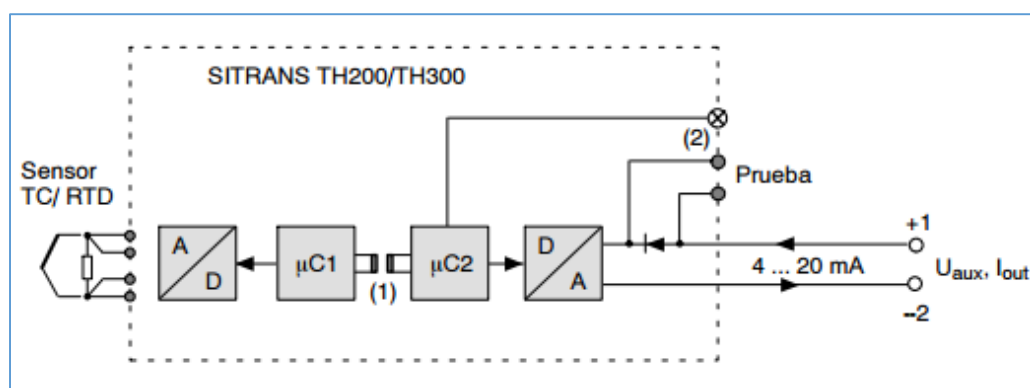 SITRANS TH200/TH300
(2)
Sensor
TC/ RTD
Prueba
A
D
μC1
(1)
μC2
D
A
+1
4 ... 20 mA
Uaux, Iout
--2